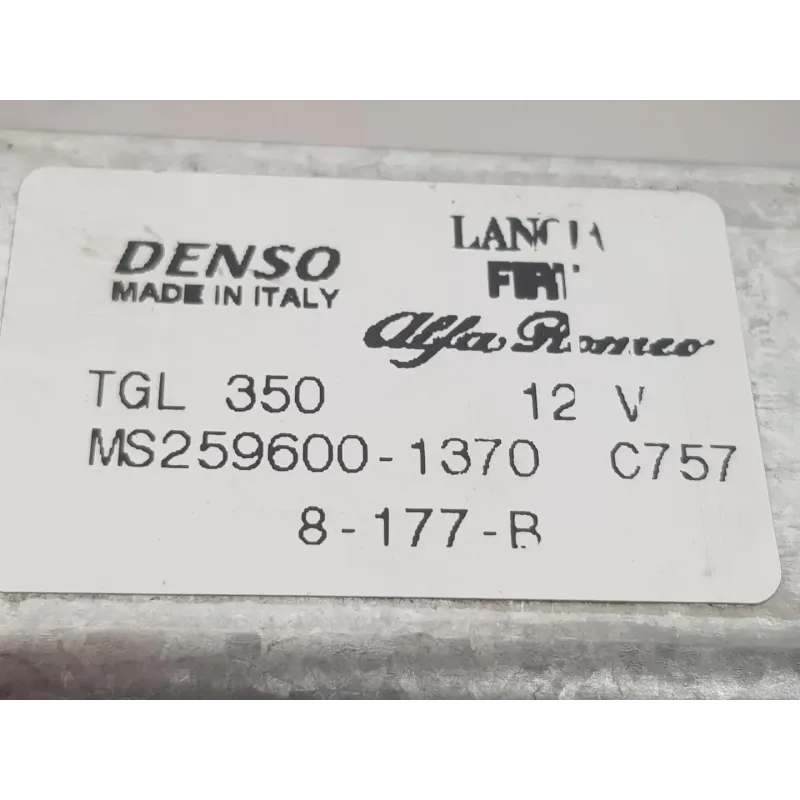 DENSO
MADE IN ITALY
LANCIA
FIAT
Alfa Romeo
TGL 350 12 V
MS259600-1370 C757
8-177-B